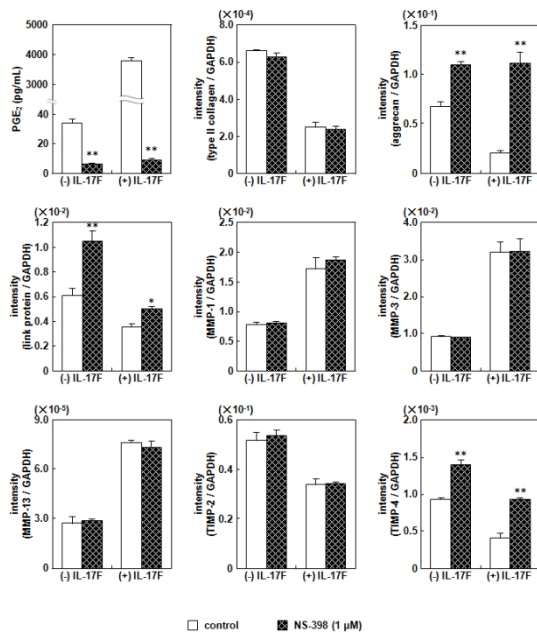 (×10-4)
(×10-1)
5000
4000
3000
40
20
0
PGE2 (pg/mL)
** **
(-) IL-17F (+) IL-17F
8.0
6.0
4.0
2.0
0
intensity
(type II collagen / GAPDH)
(-) IL-17F (+) IL-17F
1.5
1.0
0.5
0
intensity
(aggrecan / GAPDH)
** **
(-) IL-17F (+) IL-17F
(×10-2)
(×10-2)
(×10-2)
1.2
1.0
0.8
0.6
0.4
0.2
0
intensity
(link protein / GAPDH)
** *
(-) IL-17F (+) IL-17F
2.5
2.0
1.5
1.0
0.5
0
intensity
(MMP-1 / GAPDH)
(-) IL-17F (+) IL-17F
4.0
3.0
2.0
1.0
0
intensity
(MMP-3 / GAPDH)
(-) IL-17F (+) IL-17F
(×10-1)
(×10-3)
9.0
6.0
3.0
0
intensity
(MMP-13 / GAPDH)
(-) IL-17F (+) IL-17F
0.6
0.4
0.2
0
intensity
(TIMP-2 / GAPDH)
(-) IL-17F (+) IL-17F
2.0
1.5
1.0
0.5
0
intensity
(TIMP-4 / GAPDH)
** **
(-) IL-17F (+) IL-17F
control NS-398 (1 µM)